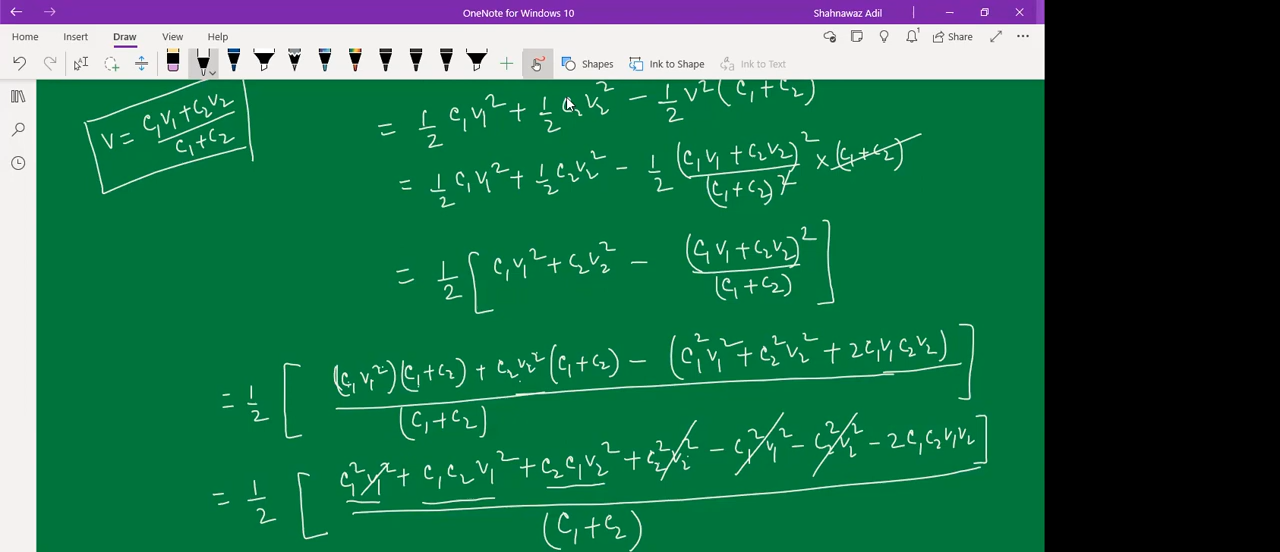 OneNote for Windows 10
Shahnawaz Adil
Home Insert Draw View Help
Share
Shapes Ink to Shape Ink to Text
V = (C₁V₁ + C₂V₂) / (C₁ + C₂)
= 1/2 C₁V₁² + 1/2 C₂V₂² − 1/2 V² (C₁ + C₂)
= 1/2 C₁V₁² + 1/2 C₂V₂² − 1/2 (C₁V₁ + C₂V₂)² / (C₁ + C₂)² × (C₁ + C₂)
= 1/2 [ C₁V₁² + C₂V₂² − (C₁V₁ + C₂V₂)² / (C₁ + C₂) ]
= 1/2 [ (C₁V₁²)(C₁ + C₂) + C₂V₂² (C₁ + C₂) − (C₁²V₁² + C₂²V₂² + 2C₁V₁C₂V₂) / (C₁ + C₂) ]
= 1/2 [ C₁²V₁² + C₁C₂V₁² + C₂C₁V₂² + C₂²V₂² − C₁²V₁² − C₂²V₂² − 2C₁C₂V₁V₂ ] / (C₁ + C₂)